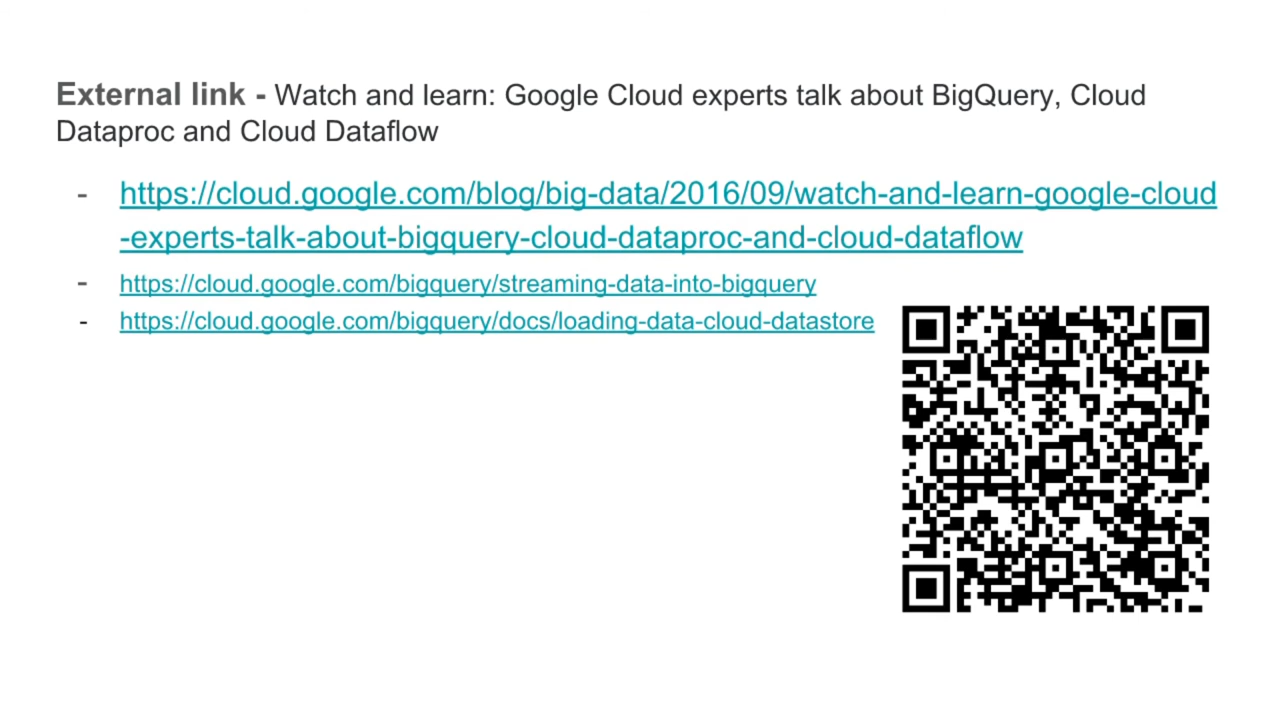 External link - Watch and learn: Google Cloud experts talk about BigQuery, Cloud
Dataproc and Cloud Dataflow
- https://cloud.google.com/blog/big-data/2016/09/watch-and-learn-google-cloud
-experts-talk-about-bigquery-cloud-dataproc-and-cloud-dataflow
- https://cloud.google.com/bigquery/streaming-data-into-bigquery
- https://cloud.google.com/bigquery/docs/loading-data-cloud-datastore